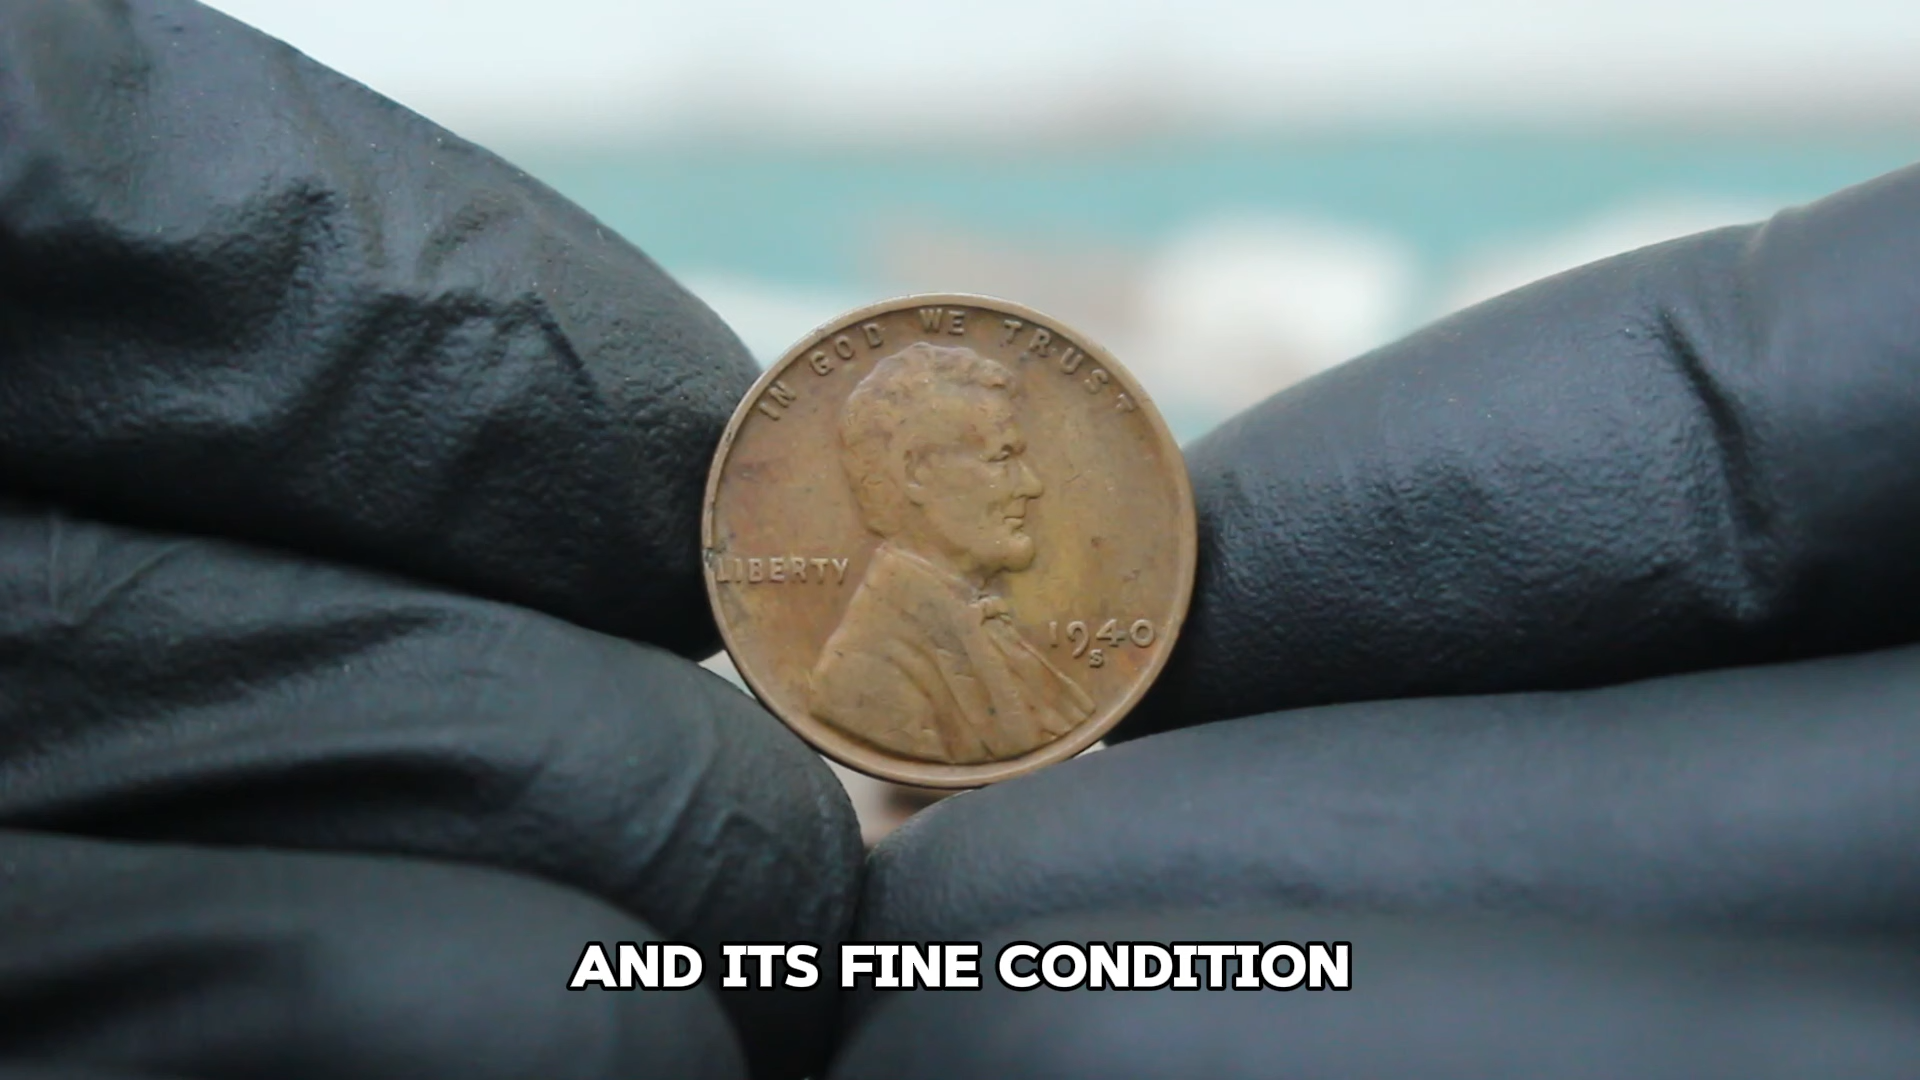 IN GOD WE TRUST
LIBERTY
1940
S
AND ITS FINE CONDITION